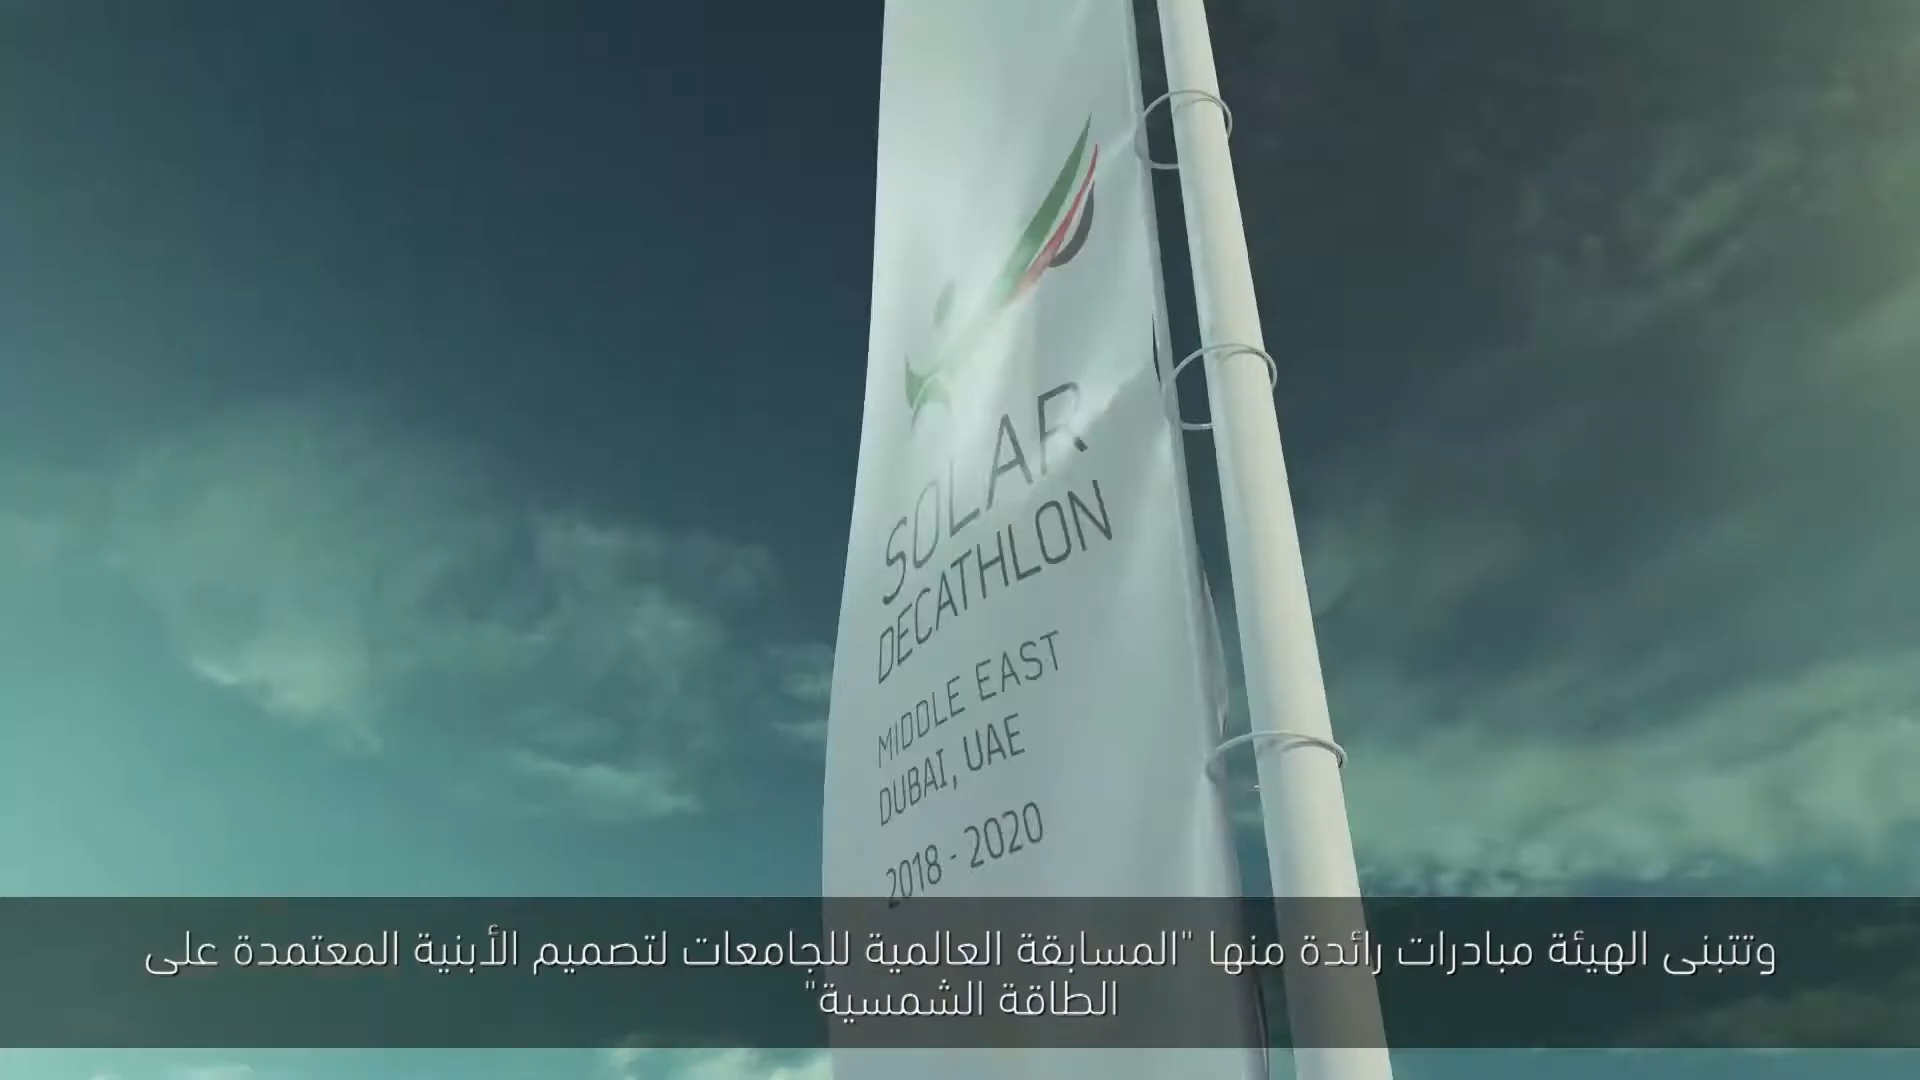 SOLAR
DECATHLON
MIDDLE EAST
DUBAI, UAE
2018 - 2020
وتتبنى الهيئة مبادرات رائدة منها "المسابقة العالمية للجامعات لتصميم الأبنية المعتمدة على
الطاقة الشمسية"